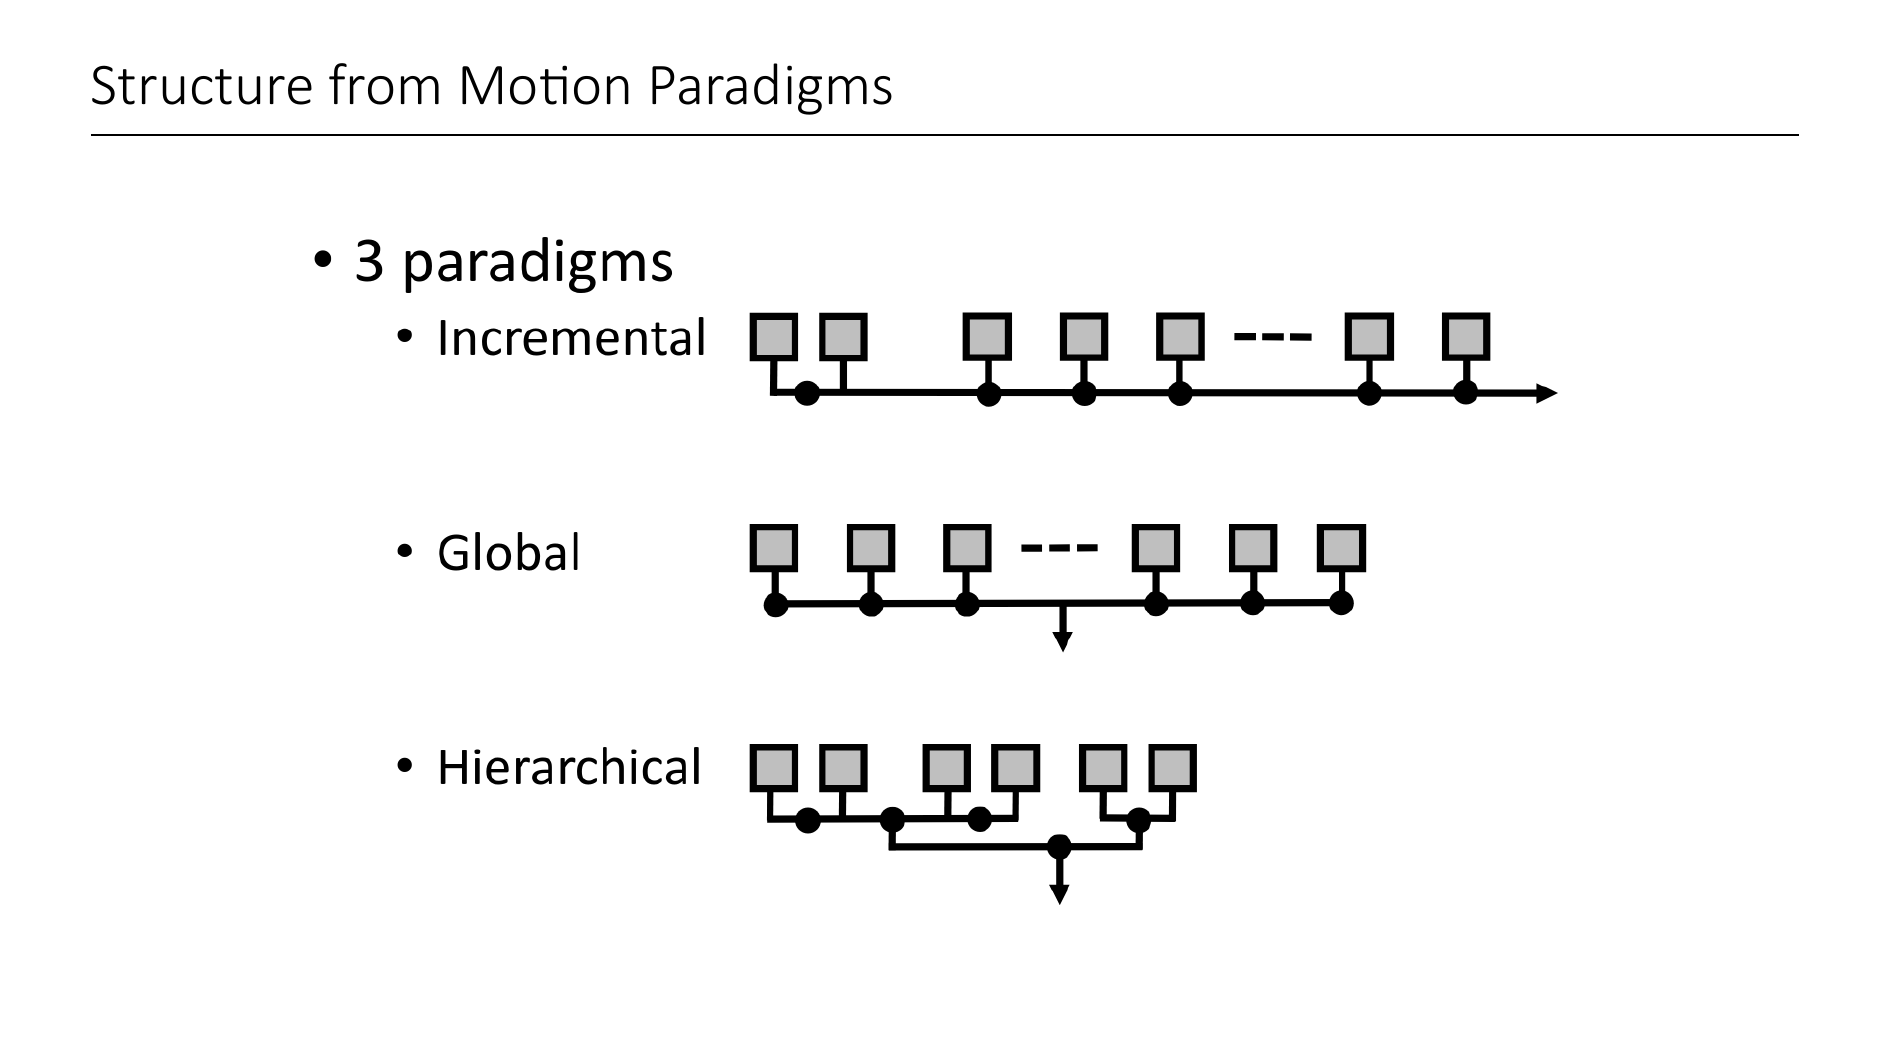 Structure from Motion Paradigms
• 3 paradigms
• Incremental
• Global
• Hierarchical